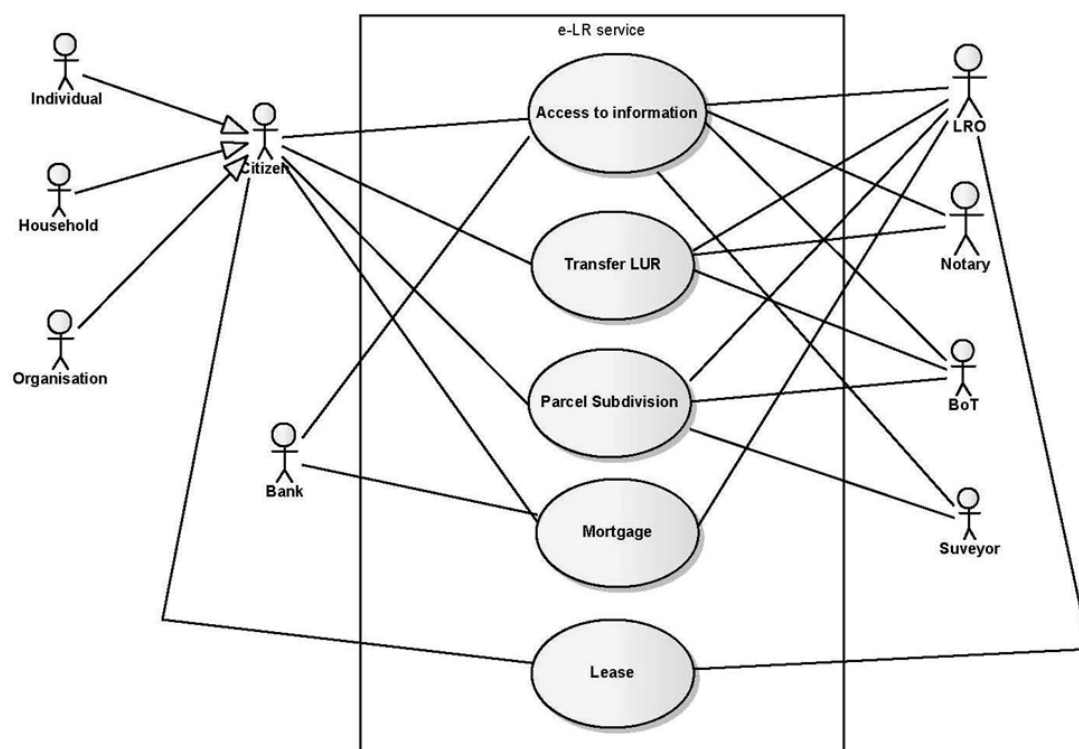 e-LR service
Individual
Household
Organisation
Citizen
Bank
Access to information
Transfer LUR
Parcel Subdivision
Mortgage
Lease
LRO
Notary
BoT
Suveyor